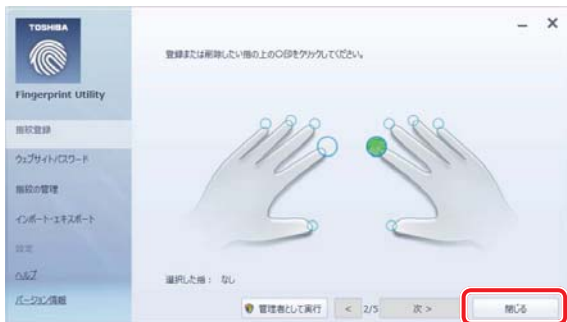 TOSHIBA
Fingerprint Utility
指紋登録
ウェブサイト/パスワード
指紋の管理
インポート・エキスポート
設定
ヘルプ
バージョン情報
登録または削除したい指の上の○印をクリックしてください。
選択した指： なし
管理者として実行 < 2/5 次 > 閉じる